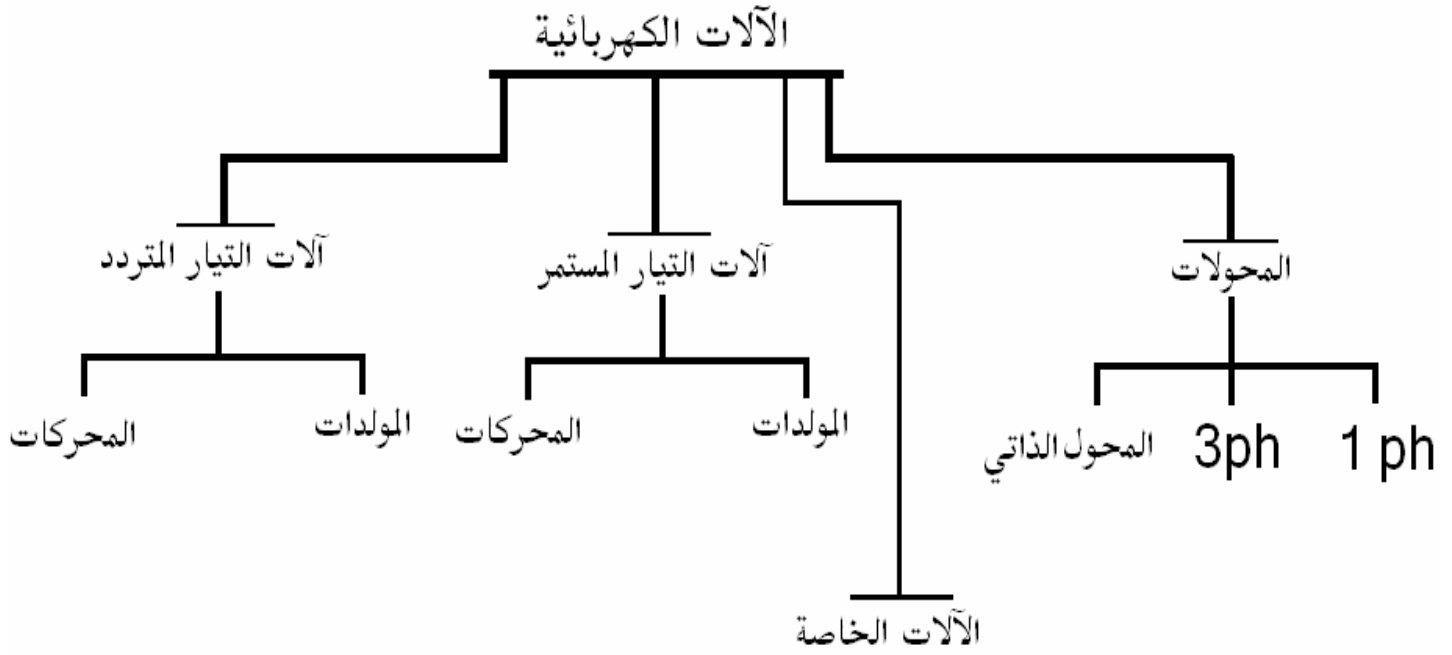 الآلات الكهربائية
المحولات
آلات التيار المستمر
آلات التيار المتردد
1 ph
3ph
المحول الذاتي
المولدات
المحركات
المولدات
المحركات
الآلات الخاصة